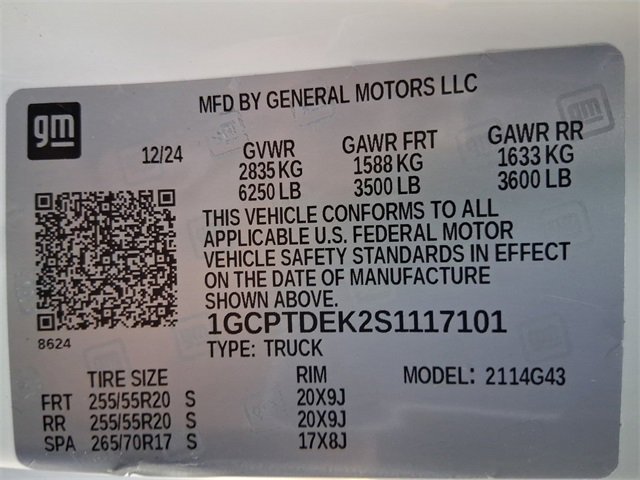 MFD BY GENERAL MOTORS LLC
gm
12/24
GVWR GAWR FRT GAWR RR
2835 KG 1588 KG 1633 KG
6250 LB 3500 LB 3600 LB
THIS VEHICLE CONFORMS TO ALL
APPLICABLE U.S. FEDERAL MOTOR
VEHICLE SAFETY STANDARDS IN EFFECT
ON THE DATE OF MANUFACTURE
SHOWN ABOVE.
1GCPTDEK2S1117101
8624
TYPE: TRUCK
TIRE SIZE RIM MODEL: 2114G43
FRT 255/55R20 S 20X9J
RR 255/55R20 S 20X9J
SPA 265/70R17 S 17X8J